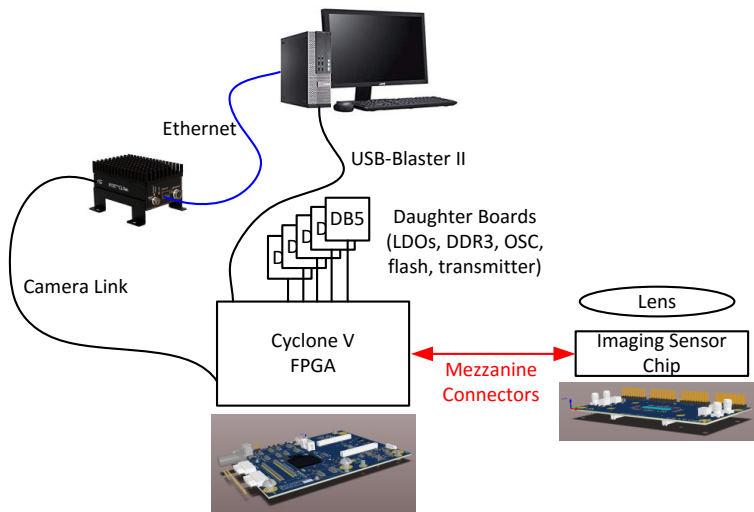 Ethernet
USB-Blaster II
DB5
D
D
D
D
Daughter Boards
(LDOs, DDR3, OSC,
flash, transmitter)
Camera Link
Lens
Cyclone V
FPGA
Imaging Sensor
Chip
Mezzanine
Connectors